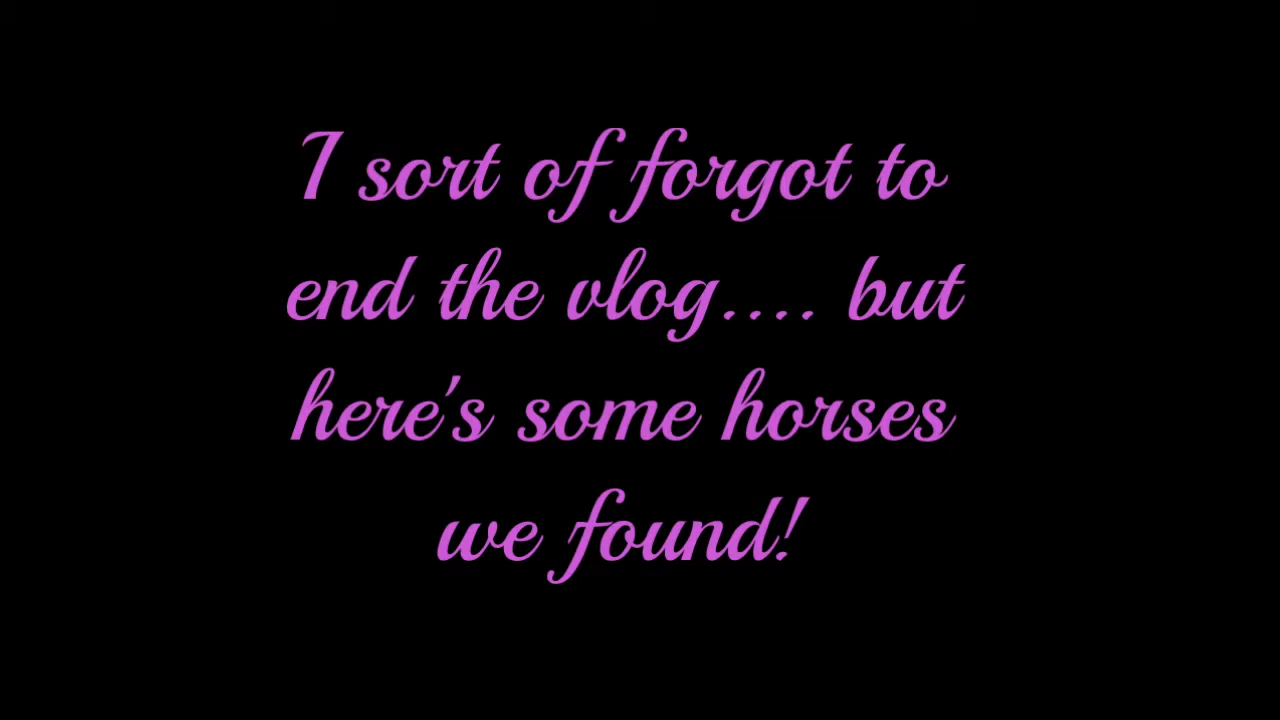 I sort of forgot to
end the vlog.... but
here's some horses
we found!